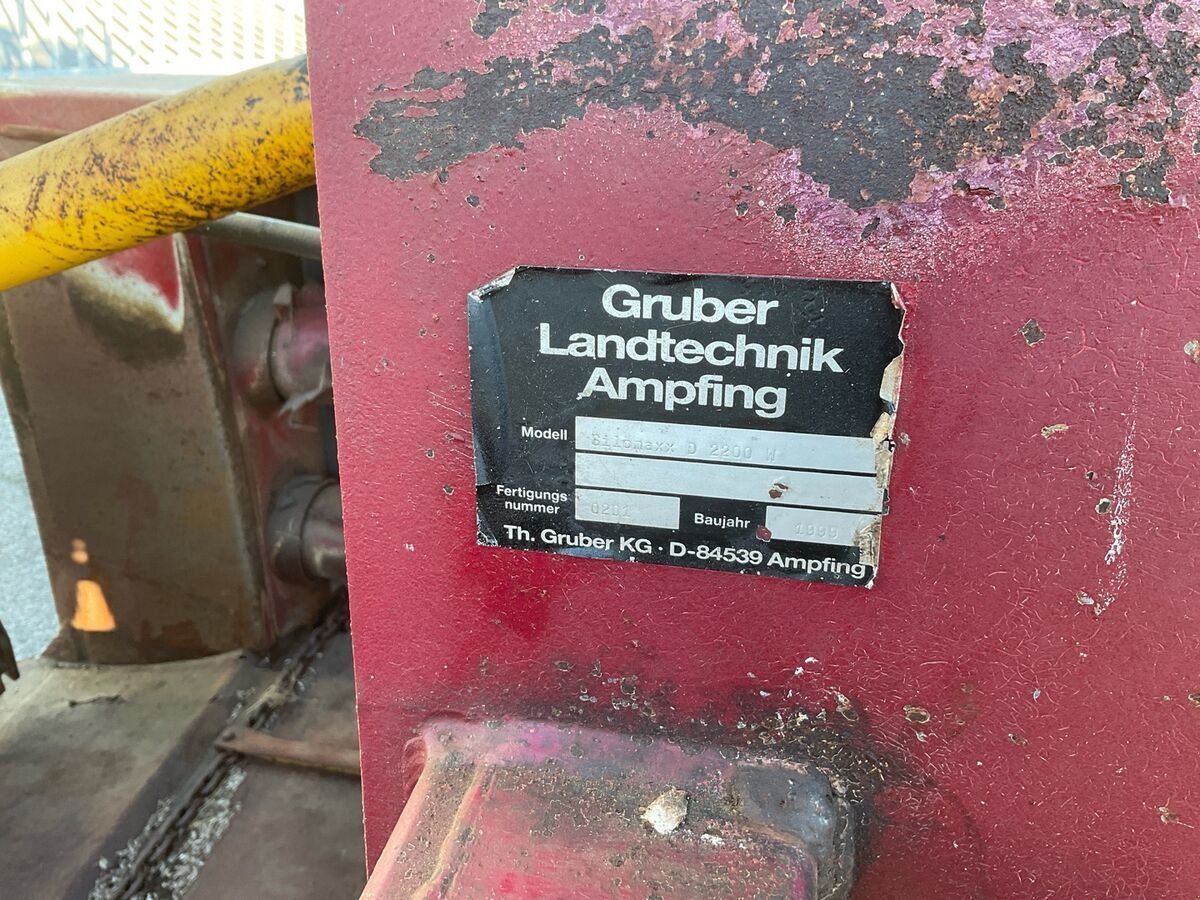 Gruber
Landtechnik
Ampfing
Modell Silomaxx D 2200 W
Fertigungs
nummer 0201 Baujahr 1999
Th. Gruber KG · D-84539 Ampfing